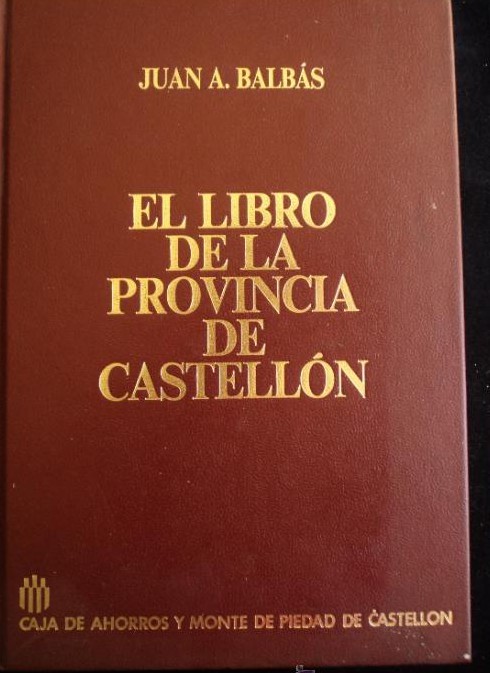 JUAN A. BALBÁS
EL LIBRO
DE LA
PROVINCIA
DE
CASTELLÓN
CAJA DE AHORROS Y MONTE DE PIEDAD DE CASTELLON